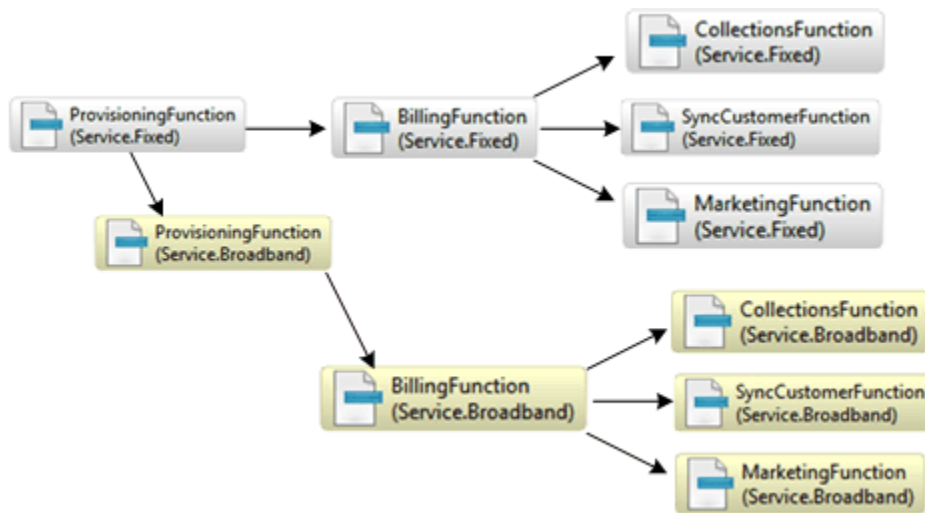 CollectionsFunction
(Service.Fixed)
ProvisioningFunction
(Service.Fixed)
BillingFunction
(Service.Fixed)
SyncCustomerFunction
(Service.Fixed)
MarketingFunction
(Service.Fixed)
ProvisioningFunction
(Service.Broadband)
CollectionsFunction
(Service.Broadband)
BillingFunction
(Service.Broadband)
SyncCustomerFunction
(Service.Broadband)
MarketingFunction
(Service.Broadband)